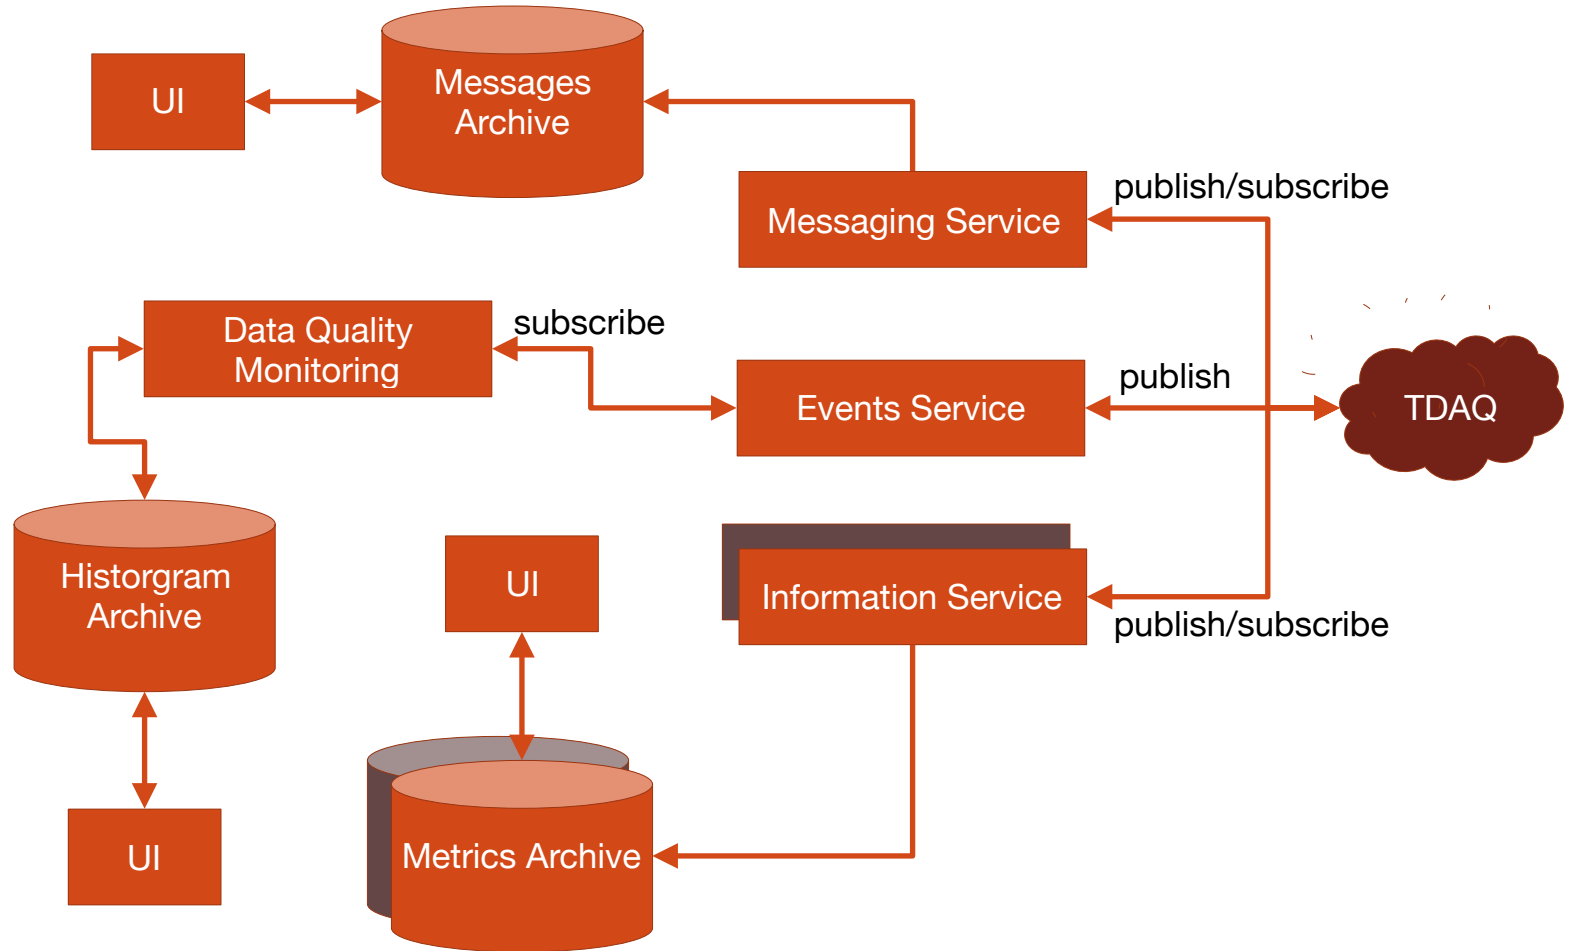 UI
Messages
Archive
Messaging Service
publish/subscribe
Data Quality
Monitoring
subscribe
Events Service
publish
TDAQ
Historgram
Archive
UI
Information Service
publish/subscribe
UI
Metrics Archive